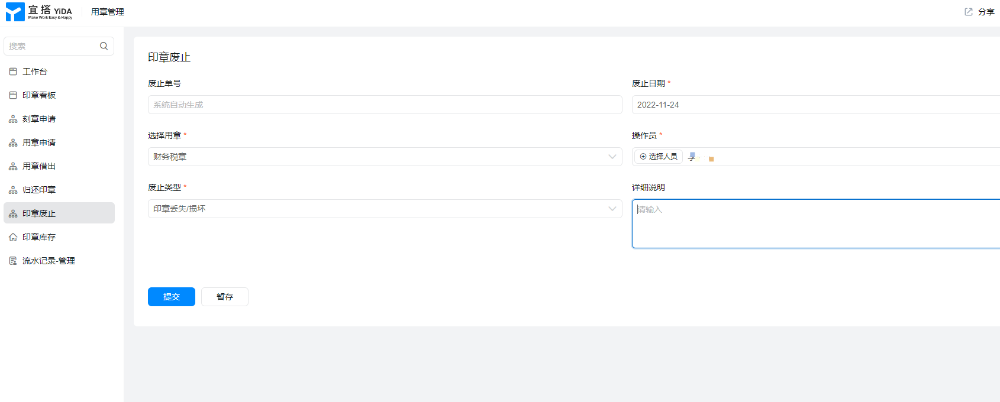 宜搭 YiDA
Make Work Easy & Happy
用章管理
分享
搜索
工作台
印章看板
刻章申请
用章申请
用章借出
归还印章
印章废止
印章库存
流水记录-管理
印章废止
废止单号
系统自动生成
废止日期 *
2022-11-24
选择用章 *
财务税章
操作员 *
选择人员
废止类型 *
印章丢失/损坏
详细说明
请输入
提交
暂存